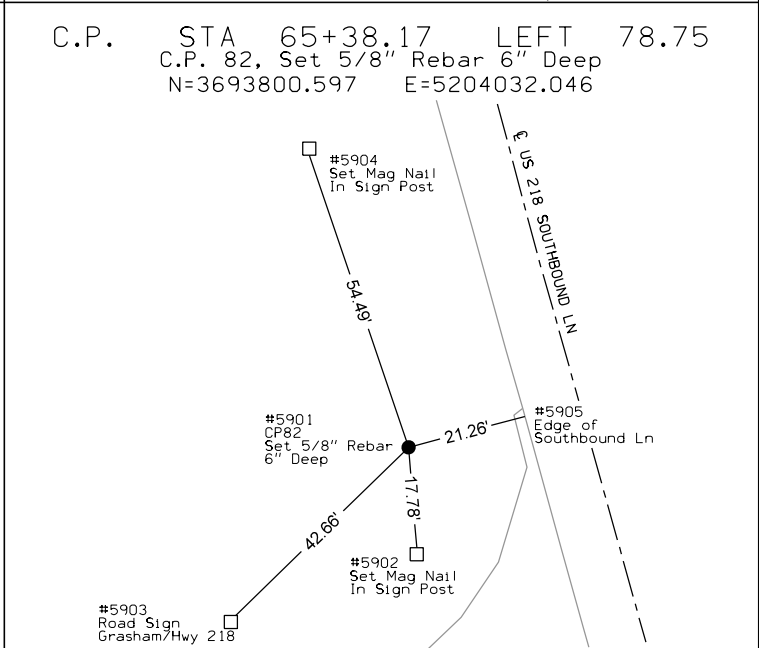 C.P. STA 65+38.17 LEFT 78.75
C.P. 82, Set 5/8" Rebar 6" Deep
N=3693800.597 E=5204032.046
#5904
Set Mag Nail
In Sign Post
℄ US 218 SOUTHBOUND LN
54.49'
#5905
Edge of
Southbound Ln
#5901
CP82
Set 5/8" Rebar
6" Deep
21.26'
17.78'
42.66'
#5902
Set Mag Nail
In Sign Post
#5903
Road Sign
Grasham/Hwy 218